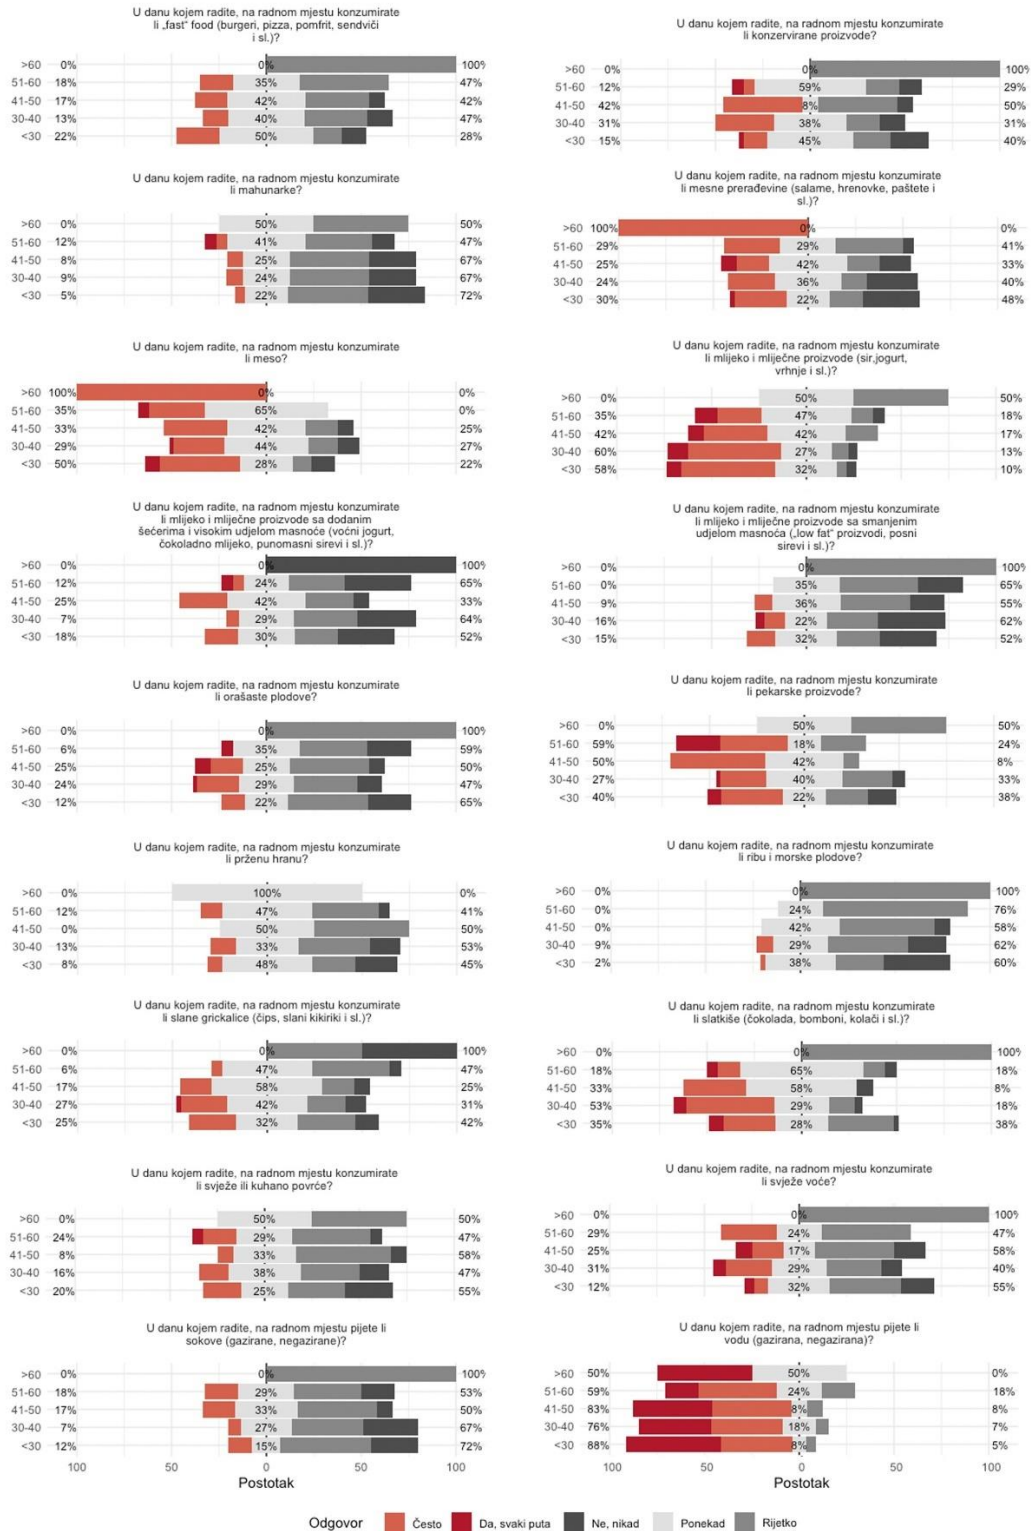 U danu kojem radite, na radnom mjestu konzumirate
li „fast“ food (burgeri, pizza, pomfrit, sendviči
i sl.)?
>60 0% 0% 100%
51-60 18% 35% 47%
41-50 17% 42% 42%
30-40 13% 40% 47%
<30 22% 50% 28%
U danu kojem radite, na radnom mjestu konzumirate
li konzervirane proizvode?
>60 0% 0% 100%
51-60 12% 59% 29%
41-50 42% 8% 50%
30-40 31% 38% 31%
<30 15% 45% 40%
U danu kojem radite, na radnom mjestu konzumirate
li mahunarke?
>60 0% 50% 50%
51-60 12% 41% 47%
41-50 8% 25% 67%
30-40 9% 24% 67%
<30 5% 22% 72%
U danu kojem radite, na radnom mjestu konzumirate
li mesne prerađevine (salame, hrenovke, paštete i
sl.)?
>60 100% 0% 0%
51-60 29% 29% 41%
41-50 25% 42% 33%
30-40 24% 36% 40%
<30 30% 22% 48%
U danu kojem radite, na radnom mjestu konzumirate
li meso?
>60 100% 0% 0%
51-60 35% 65% 0%
41-50 33% 42% 25%
30-40 29% 44% 27%
<30 50% 28% 22%
U danu kojem radite, na radnom mjestu konzumirate
li mlijeko i mliječne proizvode (sir,jogurt,
vrhnje i sl.)?
>60 0% 50% 50%
51-60 35% 47% 18%
41-50 42% 42% 17%
30-40 60% 27% 13%
<30 58% 32% 10%
U danu kojem radite, na radnom mjestu konzumirate
li mlijeko i mliječne proizvode sa dodanim
šećerima i visokim udjelom masnoće (voćni jogurt,
čokoladno mlijeko, punomasni sirevi i sl.)?
>60 0% 0% 100%
51-60 12% 24% 65%
41-50 25% 42% 33%
30-40 7% 29% 64%
<30 18% 30% 52%
U danu kojem radite, na radnom mjestu konzumirate
li mlijeko i mliječne proizvode sa smanjenim
udjelom masnoća („low fat“ proizvodi, posni
sirevi i sl.)?
>60 0% 0% 100%
51-60 0% 35% 65%
41-50 9% 36% 55%
30-40 16% 22% 62%
<30 15% 32% 52%
U danu kojem radite, na radnom mjestu konzumirate
li orašaste plodove?
>60 0% 0% 100%
51-60 6% 35% 59%
41-50 25% 25% 50%
30-40 24% 29% 47%
<30 12% 22% 65%
U danu kojem radite, na radnom mjestu konzumirate
li pekarske proizvode?
>60 0% 50% 50%
51-60 59% 18% 24%
41-50 50% 42% 8%
30-40 27% 40% 33%
<30 40% 22% 38%
U danu kojem radite, na radnom mjestu konzumirate
li prženu hranu?
>60 0% 100% 0%
51-60 12% 47% 41%
41-50 0% 50% 50%
30-40 13% 33% 53%
<30 8% 48% 45%
U danu kojem radite, na radnom mjestu konzumirate
li ribu i morske plodove?
>60 0% 0% 100%
51-60 0% 24% 76%
41-50 0% 42% 58%
30-40 9% 29% 62%
<30 2% 38% 60%
U danu kojem radite, na radnom mjestu konzumirate
li slane grickalice (čips, slani kikiriki i sl.)?
>60 0% 0% 100%
51-60 6% 47% 47%
41-50 17% 58% 25%
30-40 27% 42% 31%
<30 25% 32% 42%
U danu kojem radite, na radnom mjestu konzumirate
li slatkiše (čokolada, bomboni, kolači i sl.)?
>60 0% 0% 100%
51-60 18% 65% 18%
41-50 33% 58% 8%
30-40 53% 29% 18%
<30 35% 28% 38%
U danu kojem radite, na radnom mjestu konzumirate
li svježe ili kuhano povrće?
>60 0% 50% 50%
51-60 24% 29% 47%
41-50 8% 33% 58%
30-40 16% 38% 47%
<30 20% 25% 55%
U danu kojem radite, na radnom mjestu konzumirate
li svježe voće?
>60 0% 0% 100%
51-60 29% 24% 47%
41-50 25% 17% 58%
30-40 31% 29% 40%
<30 12% 32% 55%
U danu kojem radite, na radnom mjestu pijete li
sokove (gazirane, negazirane)?
>60 0% 0% 100%
51-60 18% 29% 53%
41-50 17% 33% 50%
30-40 7% 27% 67%
<30 12% 15% 72%
100 50 0 50 100
Postotak
U danu kojem radite, na radnom mjestu pijete li
vodu (gazirana, negazirana)?
>60 50% 50% 0%
51-60 59% 24% 18%
41-50 83% 8% 8%
30-40 76% 18% 7%
<30 88% 8% 5%
100 50 0 50 100
Postotak
Odgovor Često Da, svaki puta Ne, nikad Ponekad Rijetko